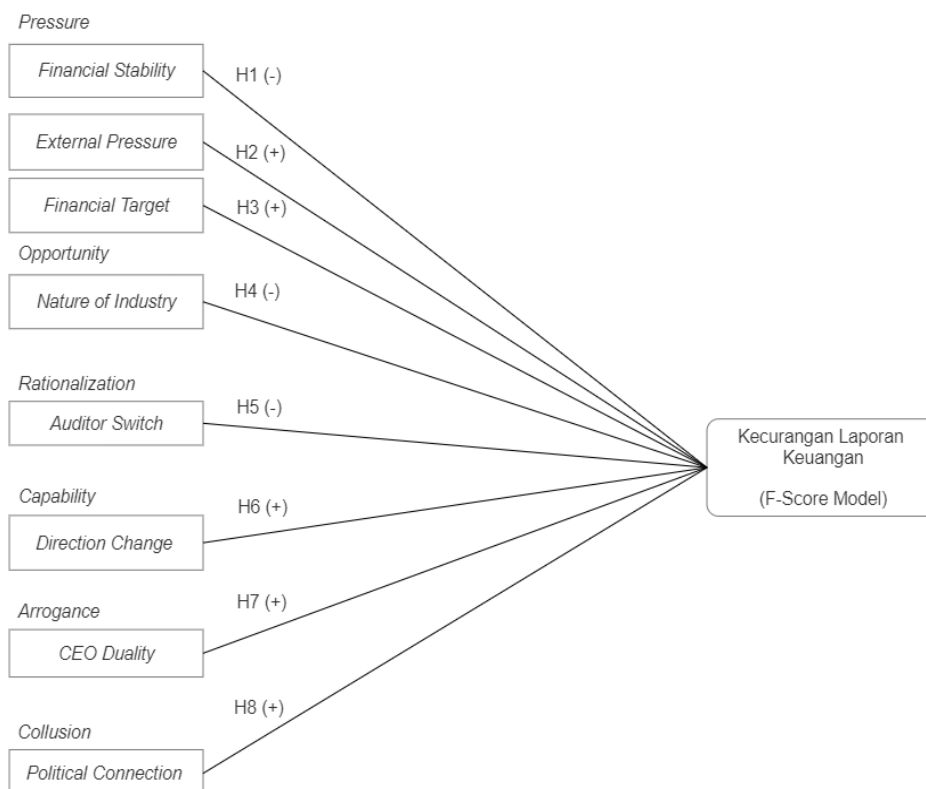 Pressure
Financial Stability
H1 (-)
External Pressure
H2 (+)
Financial Target
H3 (+)
Opportunity
Nature of Industry
H4 (-)
Rationalization
Auditor Switch
H5 (-)
Kecurangan Laporan
Keuangan
(F-Score Model)
Capability
Direction Change
H6 (+)
Arrogance
CEO Duality
H7 (+)
Collusion
Political Connection
H8 (+)